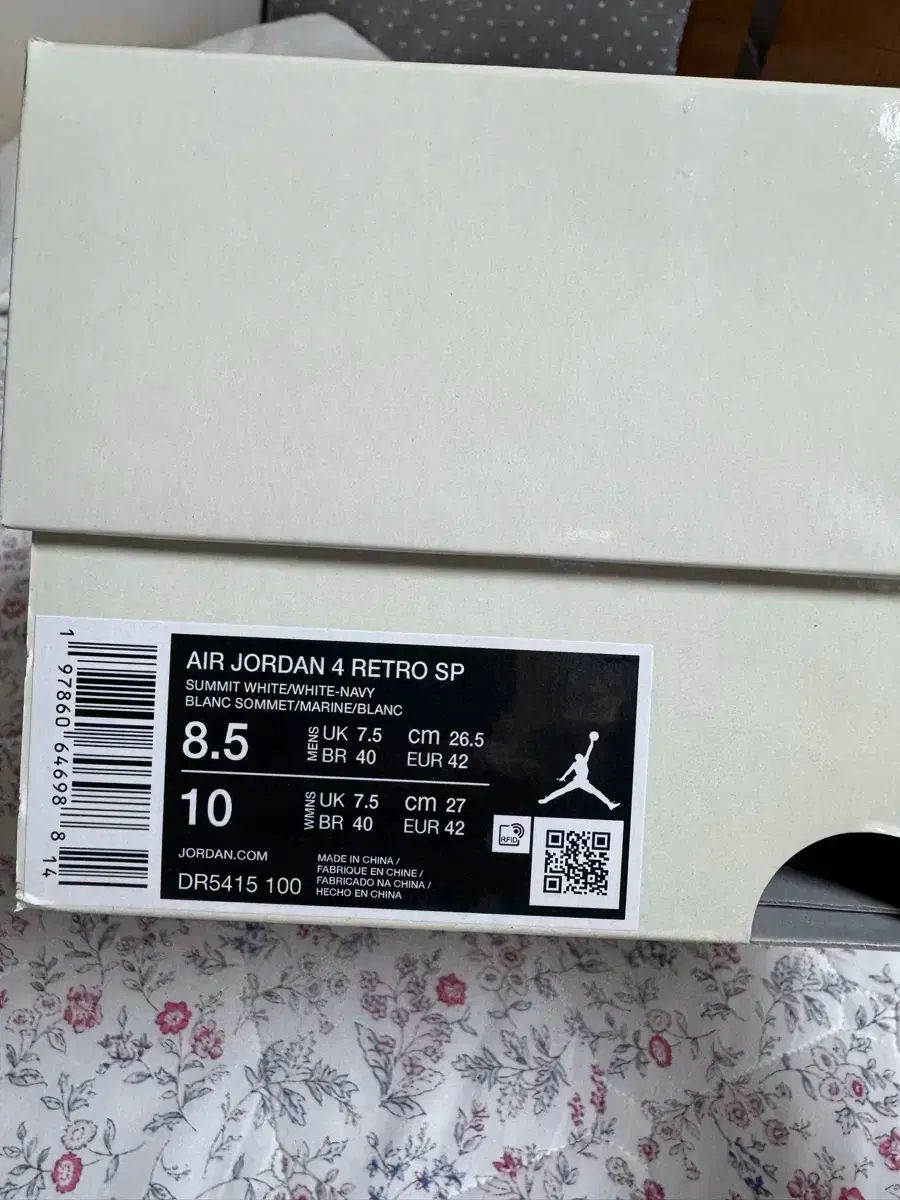 AIR JORDAN 4 RETRO SP
SUMMIT WHITE/WHITE-NAVY
BLANC SOMMET/MARINE/BLANC
8.5 MENS UK 7.5 cm 26.5
BR 40 EUR 42
10 WMNS UK 7.5 cm 27
BR 40 EUR 42
JORDAN.COM
DR5415 100
MADE IN CHINA /
FABRIQUE EN CHINE /
FABRICADO NA CHINA /
HECHO EN CHINA
RFID
1 97860 64698 8 14